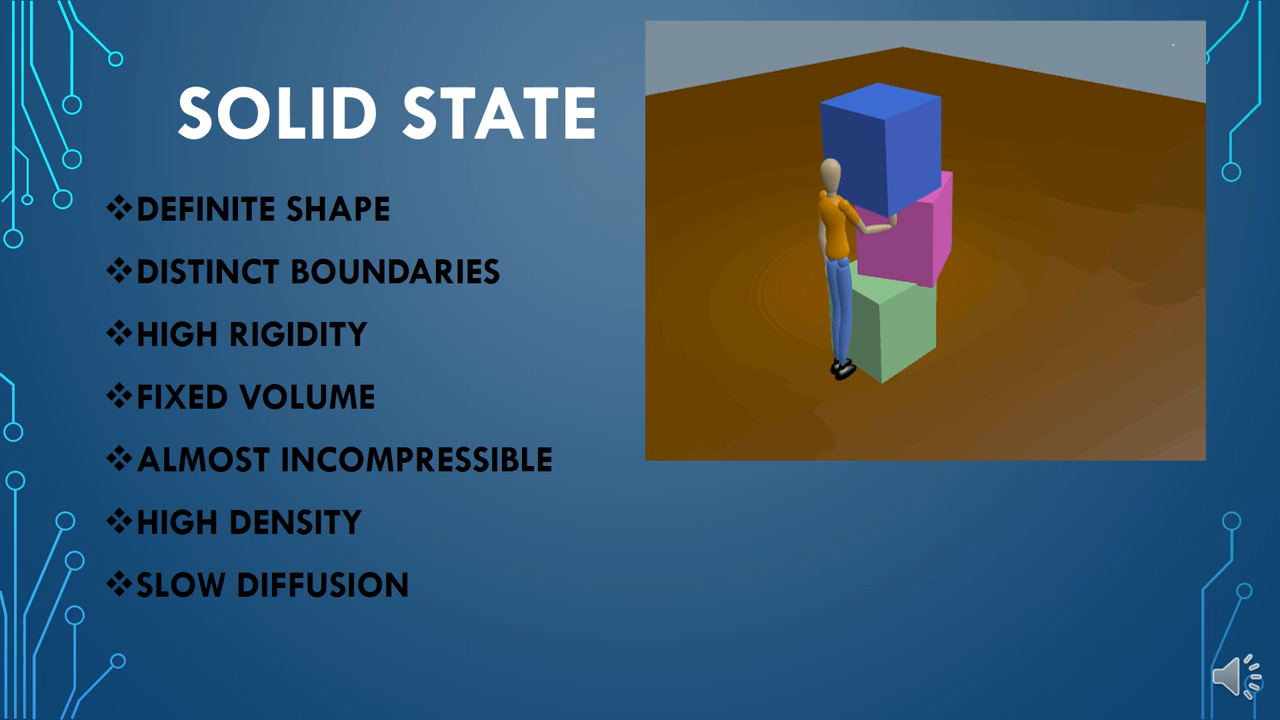 SOLID STATE
❖DEFINITE SHAPE
❖DISTINCT BOUNDARIES
❖HIGH RIGIDITY
❖FIXED VOLUME
❖ALMOST INCOMPRESSIBLE
❖HIGH DENSITY
❖SLOW DIFFUSION